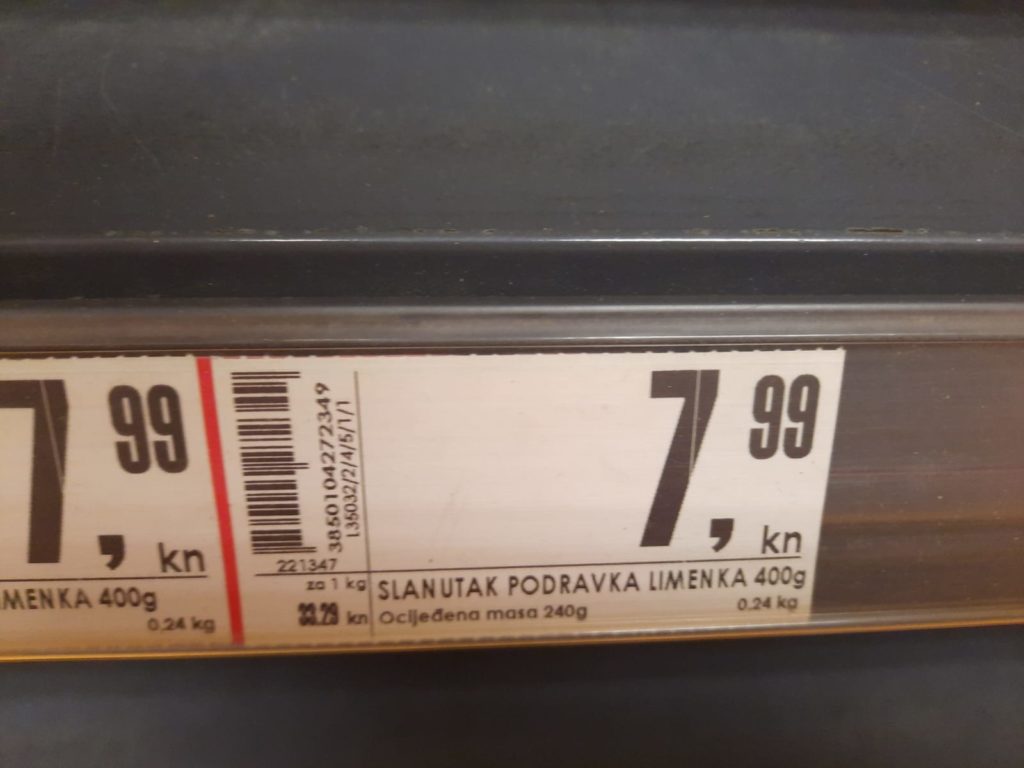 7,99 kn
MENKA 400g
0,24 kg
3850104272349
L35032/2/4/5/1/1
221347
7,99 kn
za 1 kg
33.29 kn
SLANUTAK PODRAVKA LIMENKA 400g
Ocijeđena masa 240g
0,24 kg